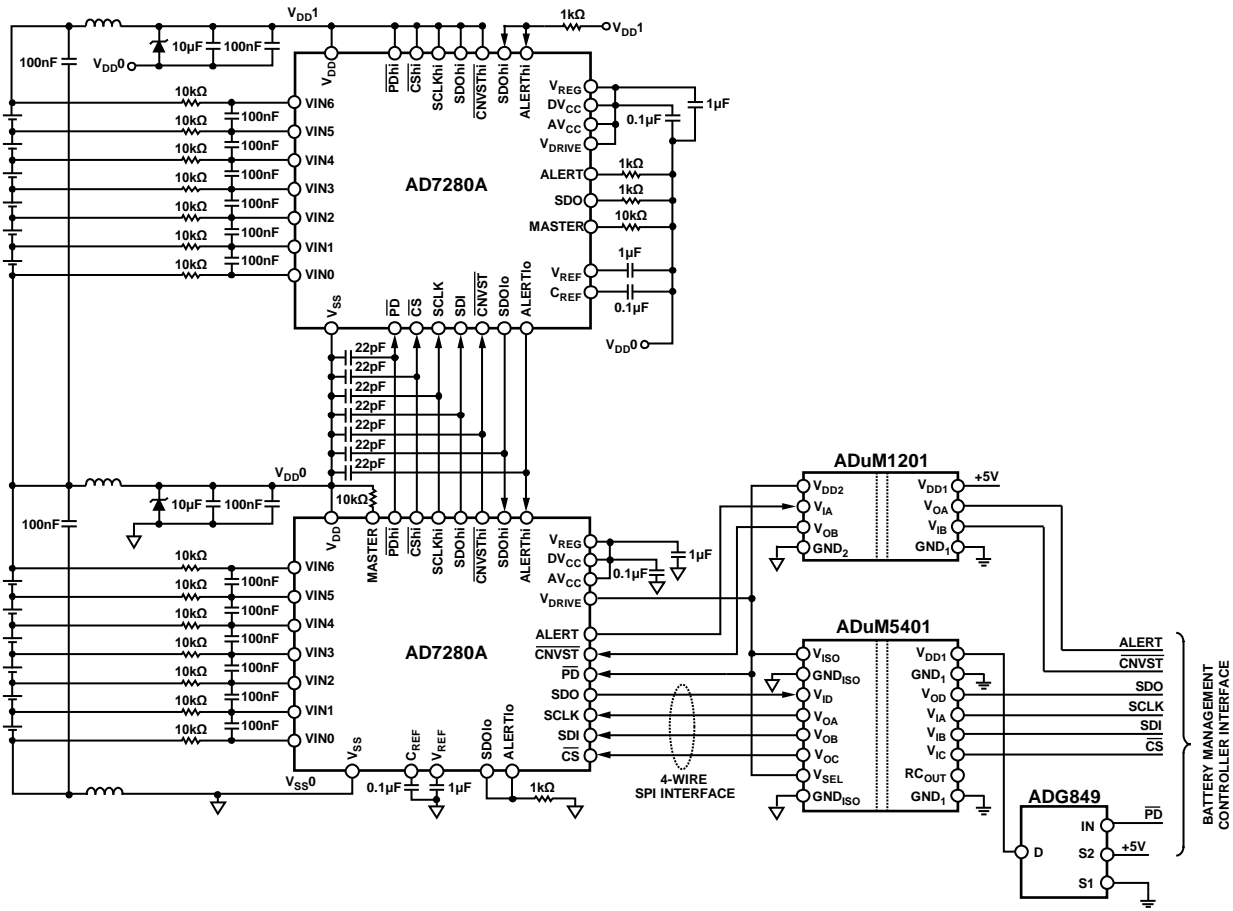 VDD1
1kΩ
VDD1
100nF
VDD0
10µF
100nF
VDD
PDhi
CShi
SCLKhi
SDOhi
CNVSThi
SDOhi
ALERThi
10kΩ
100nF
VIN6
10kΩ
100nF
VIN5
10kΩ
100nF
VIN4
10kΩ
100nF
VIN3
10kΩ
100nF
VIN2
10kΩ
100nF
VIN1
10kΩ
VIN0
AD7280A
VREG
DVCC
AVCC
VDRIVE
0.1µF
1µF
ALERT
1kΩ
SDO
1kΩ
MASTER
10kΩ
VREF
1µF
CREF
0.1µF
VDD0
VSS
PD
CS
SCLK
SDI
CNVST
SDOlo
ALERTlo
22pF
22pF
22pF
22pF
22pF
22pF
22pF
VDD0
100nF
10µF
100nF
10kΩ
VDD
MASTER
PDhi
CShi
SCLKhi
SDOhi
CNVSThi
SDOhi
ALERThi
10kΩ
100nF
VIN6
10kΩ
100nF
VIN5
10kΩ
100nF
VIN4
10kΩ
100nF
VIN3
10kΩ
100nF
VIN2
10kΩ
100nF
VIN1
10kΩ
VIN0
AD7280A
VREG
DVCC
AVCC
VDRIVE
0.1µF
1µF
ALERT
CNVST
PD
SDO
SCLK
SDI
CS
VSS
CREF
VREF
SDOlo
ALERTlo
VSS0
0.1µF
1µF
1kΩ
4-WIRE
SPI INTERFACE
ADuM1201
VDD2
VIA
VOB
GND2
VDD1
VOA
VIB
GND1
+5V
ADuM5401
VISO
GNDISO
VID
VOA
VOB
VOC
VSEL
GNDISO
VDD1
GND1
VOD
VIA
VIB
VIC
RCOUT
GND1
ALERT
CNVST
SDO
SCLK
SDI
CS
ADG849
D
IN
S2
S1
PD
+5V
BATTERY MANAGEMENT
CONTROLLER INTERFACE